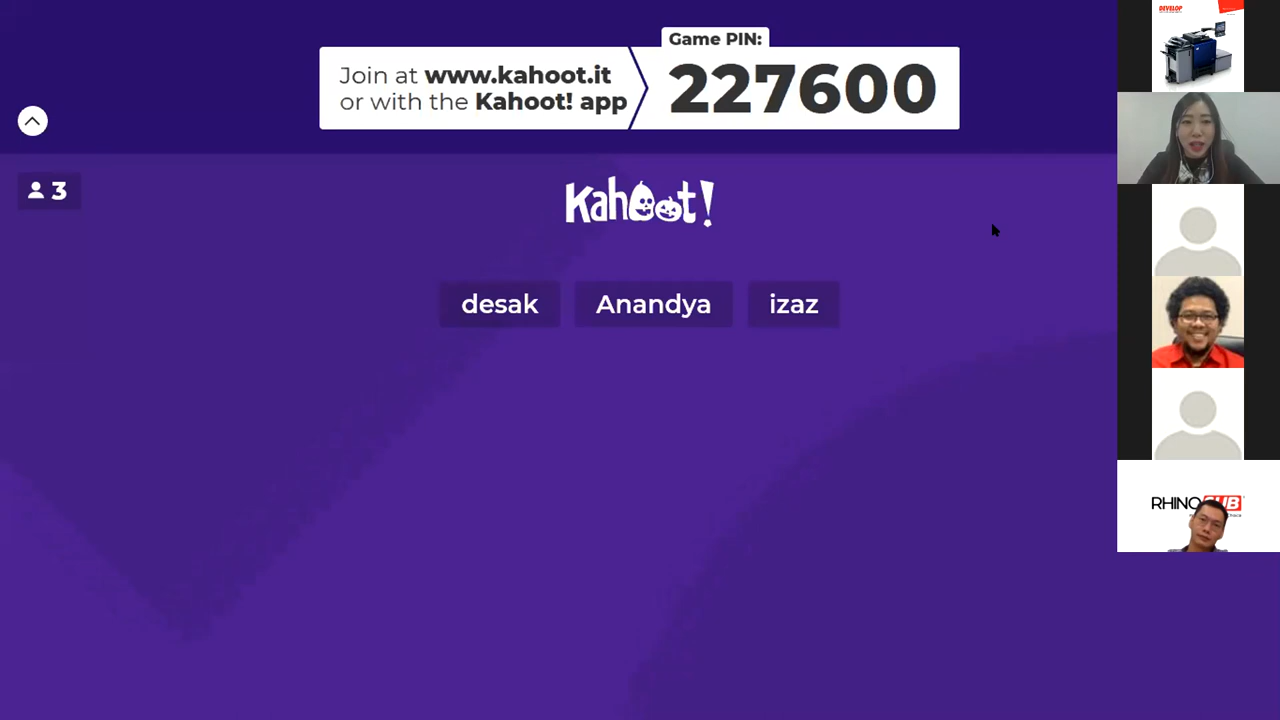 Game PIN:
Join at www.kahoot.it
or with the Kahoot! app
227600
3
Kahoot!
desak
Anandya
izaz
DEVELOP
RHINO